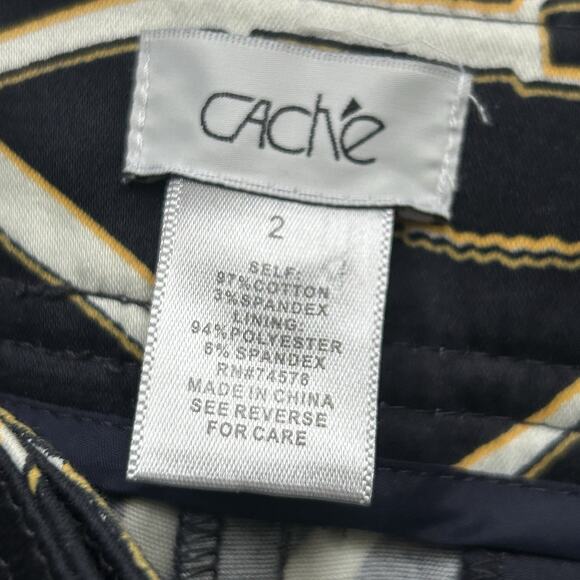 Caché
2
SELF:
97%COTTON
3%SPANDEX
LINING:
94%POLYESTER
6% SPANDEX
RN#74578
MADE IN CHINA
SEE REVERSE
FOR CARE